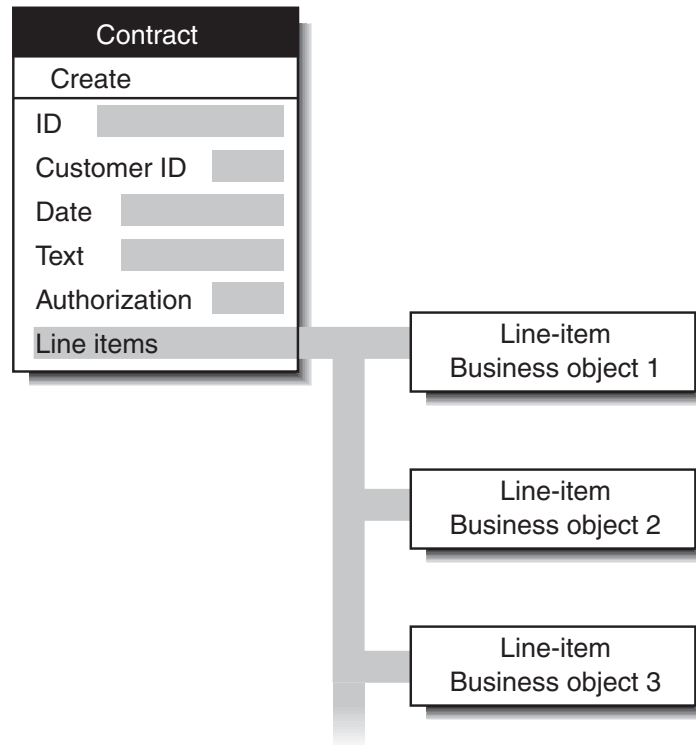 Contract
Create
ID
Customer ID
Date
Text
Authorization
Line items
Line-item
Business object 1
Line-item
Business object 2
Line-item
Business object 3